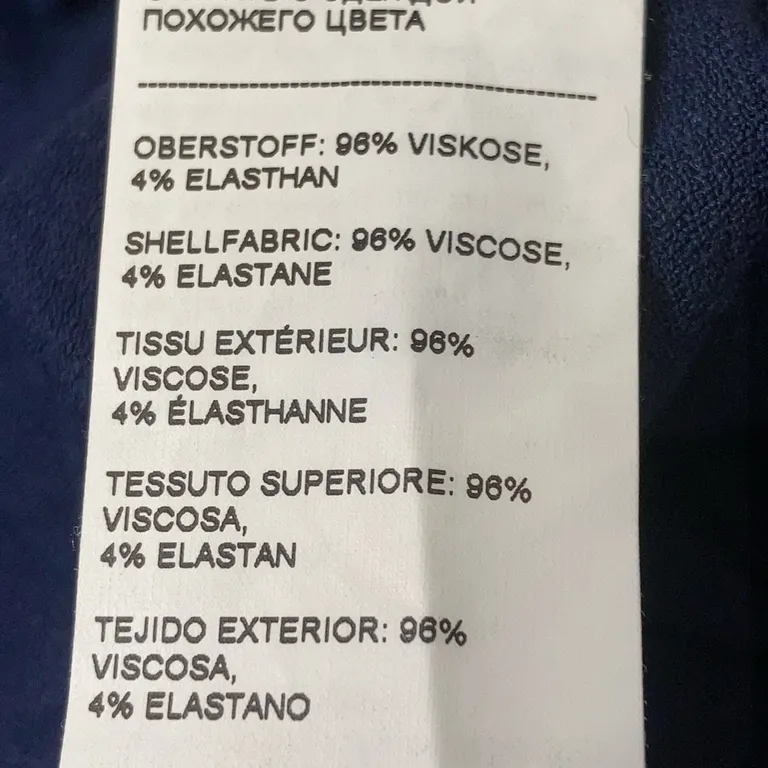 ПОХОЖЕГО ЦВЕТА
OBERSTOFF: 96% VISKOSE,
4% ELASTHAN
SHELLFABRIC: 96% VISCOSE,
4% ELASTANE
TISSU EXTÉRIEUR: 96%
VISCOSE,
4% ÉLASTHANNE
TESSUTO SUPERIORE: 96%
VISCOSA,
4% ELASTAN
TEJIDO EXTERIOR: 96%
VISCOSA,
4% ELASTANO